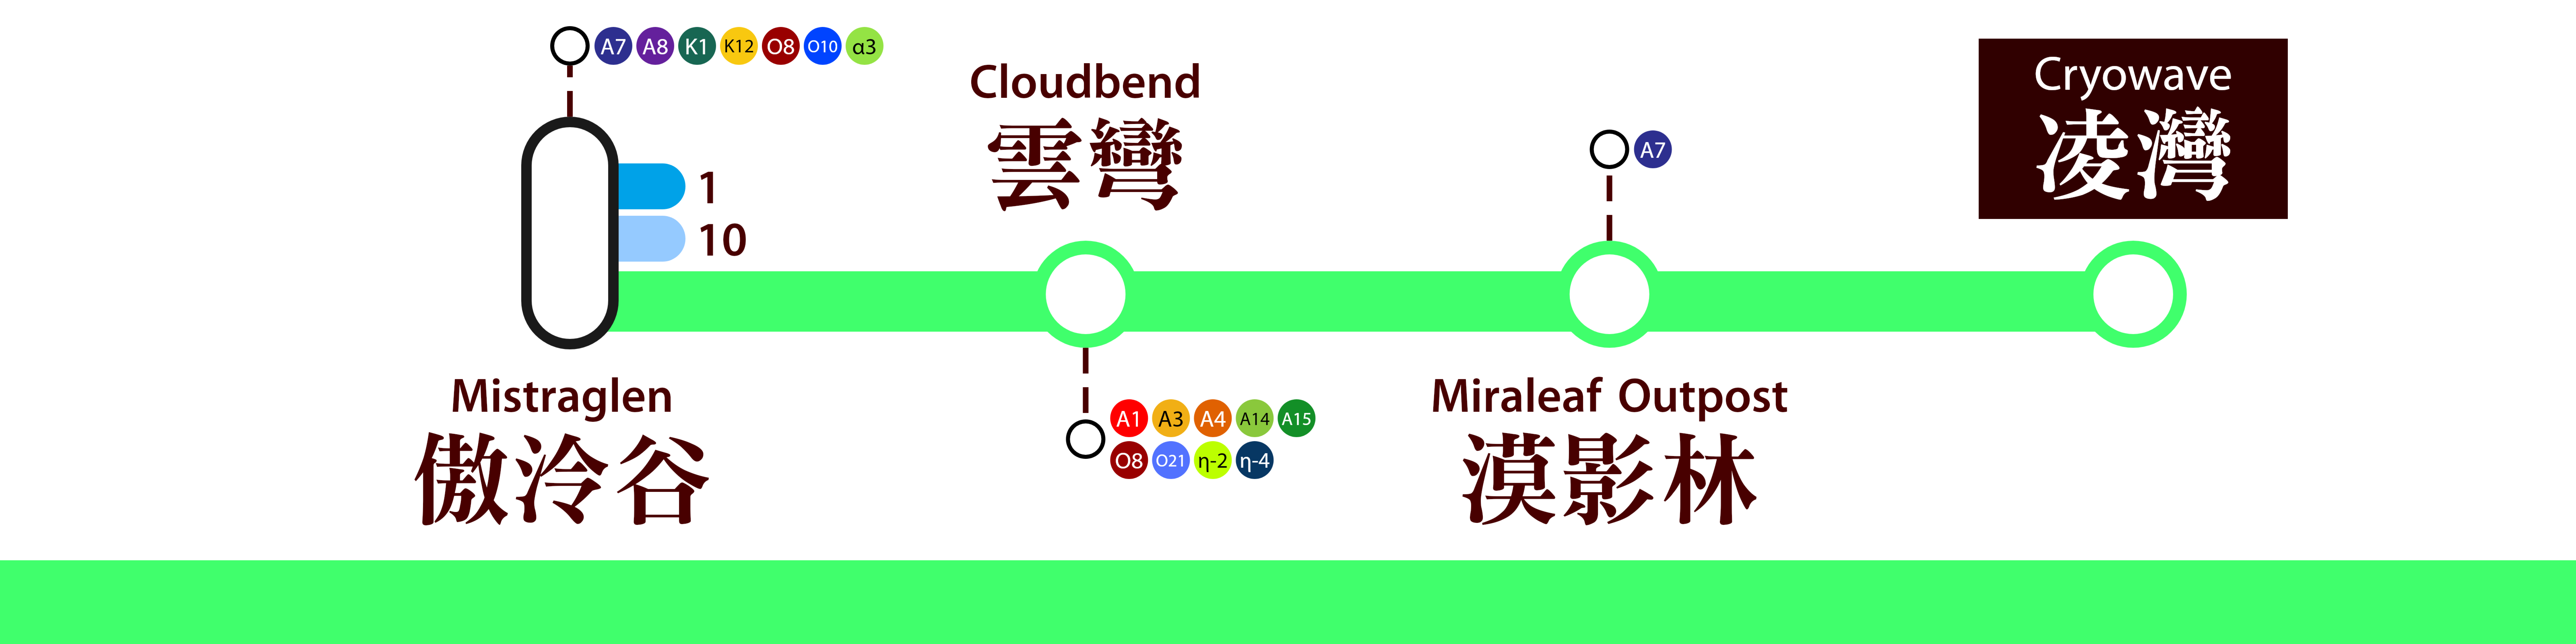 A7 A8 K1 K12 O8 O10 α3
1
10
Mistraglen
傲泠谷
Cloudbend
雲彎
A1 A3 A4 A14 A15
O8 O21 η-2 η-4
A7
Miraleaf Outpost
漠影林
Cryowave
凌灣